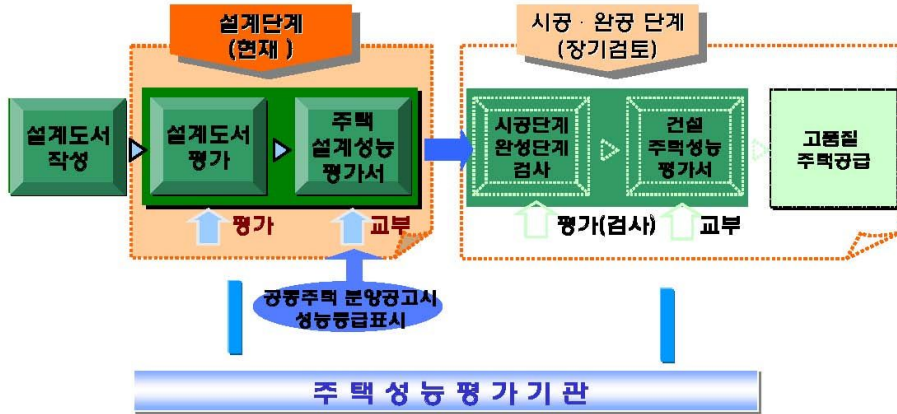 설계단계
(현재 )
시공 · 완공 단계
(장기검토)
설계도서
작성
설계도서
평가
주택
설계성능
평가서
시공단계
완성단계
검사
건설
주택성능
평가서
고품질
주택공급
평가
교부
평가(검사)
교부
공동주택 분양공고시
성능등급표시
주 택 성 능 평 가 기 관